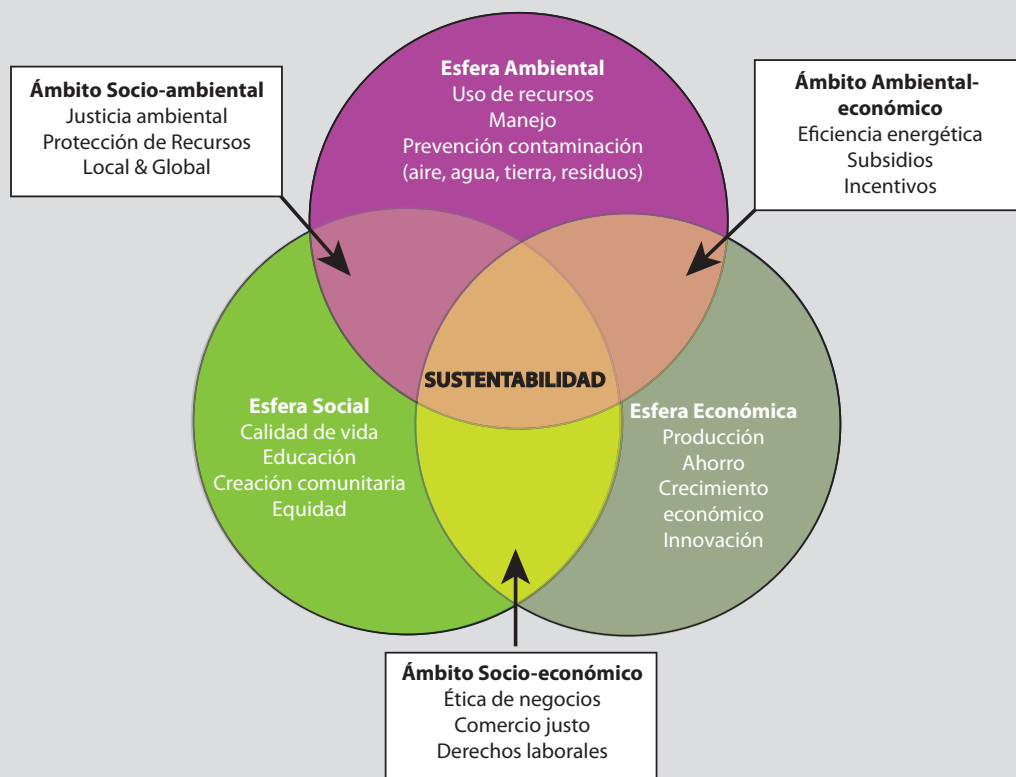 Esfera Ambiental
Uso de recursos
Manejo
Prevención contaminación
(aire, agua, tierra, residuos)
Ámbito Socio-ambiental
Justicia ambiental
Protección de Recursos
Local & Global
Ámbito Ambiental-
económico
Eficiencia energética
Subsidios
Incentivos
SUSTENTABILIDAD
Esfera Social
Calidad de vida
Educación
Creación comunitaria
Equidad
Esfera Económica
Producción
Ahorro
Crecimiento
económico
Innovación
Ámbito Socio-económico
Ética de negocios
Comercio justo
Derechos laborales